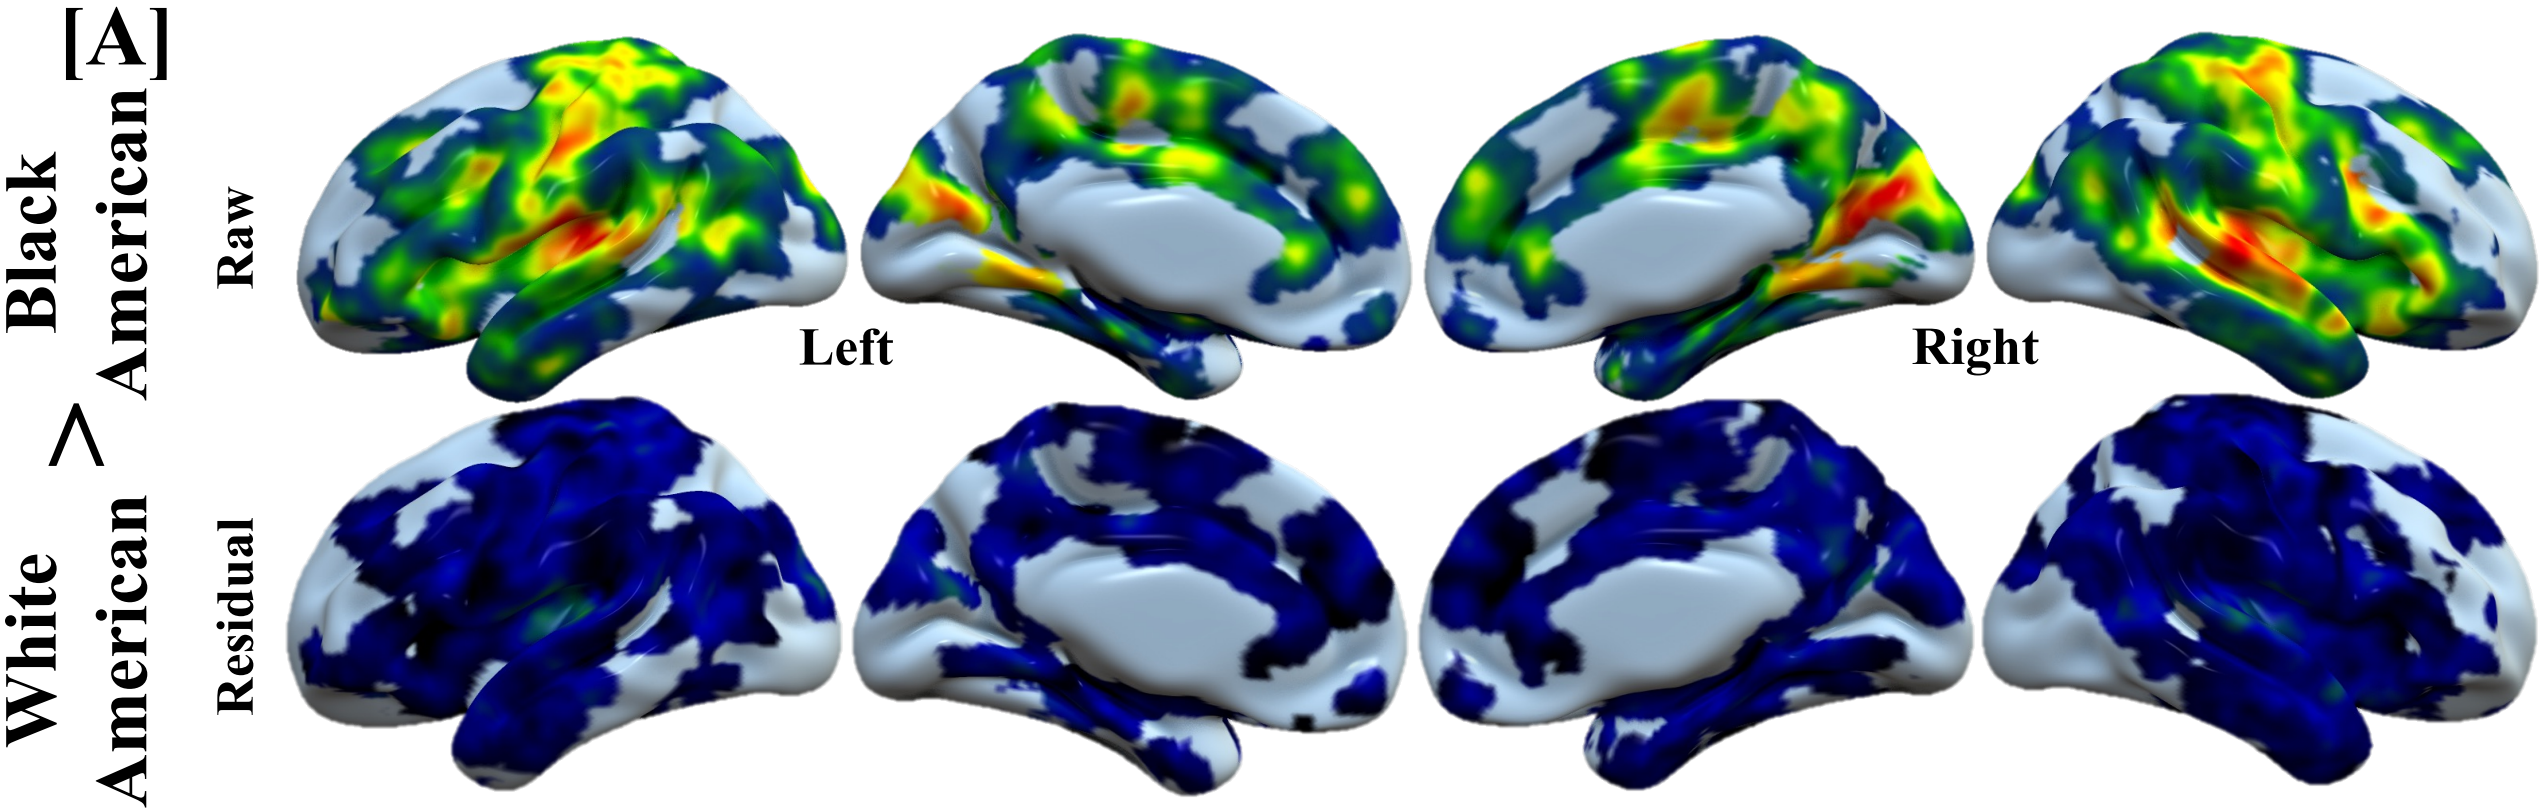 [A]
White
American
>
Black
American
Raw
Left
Right
Residual